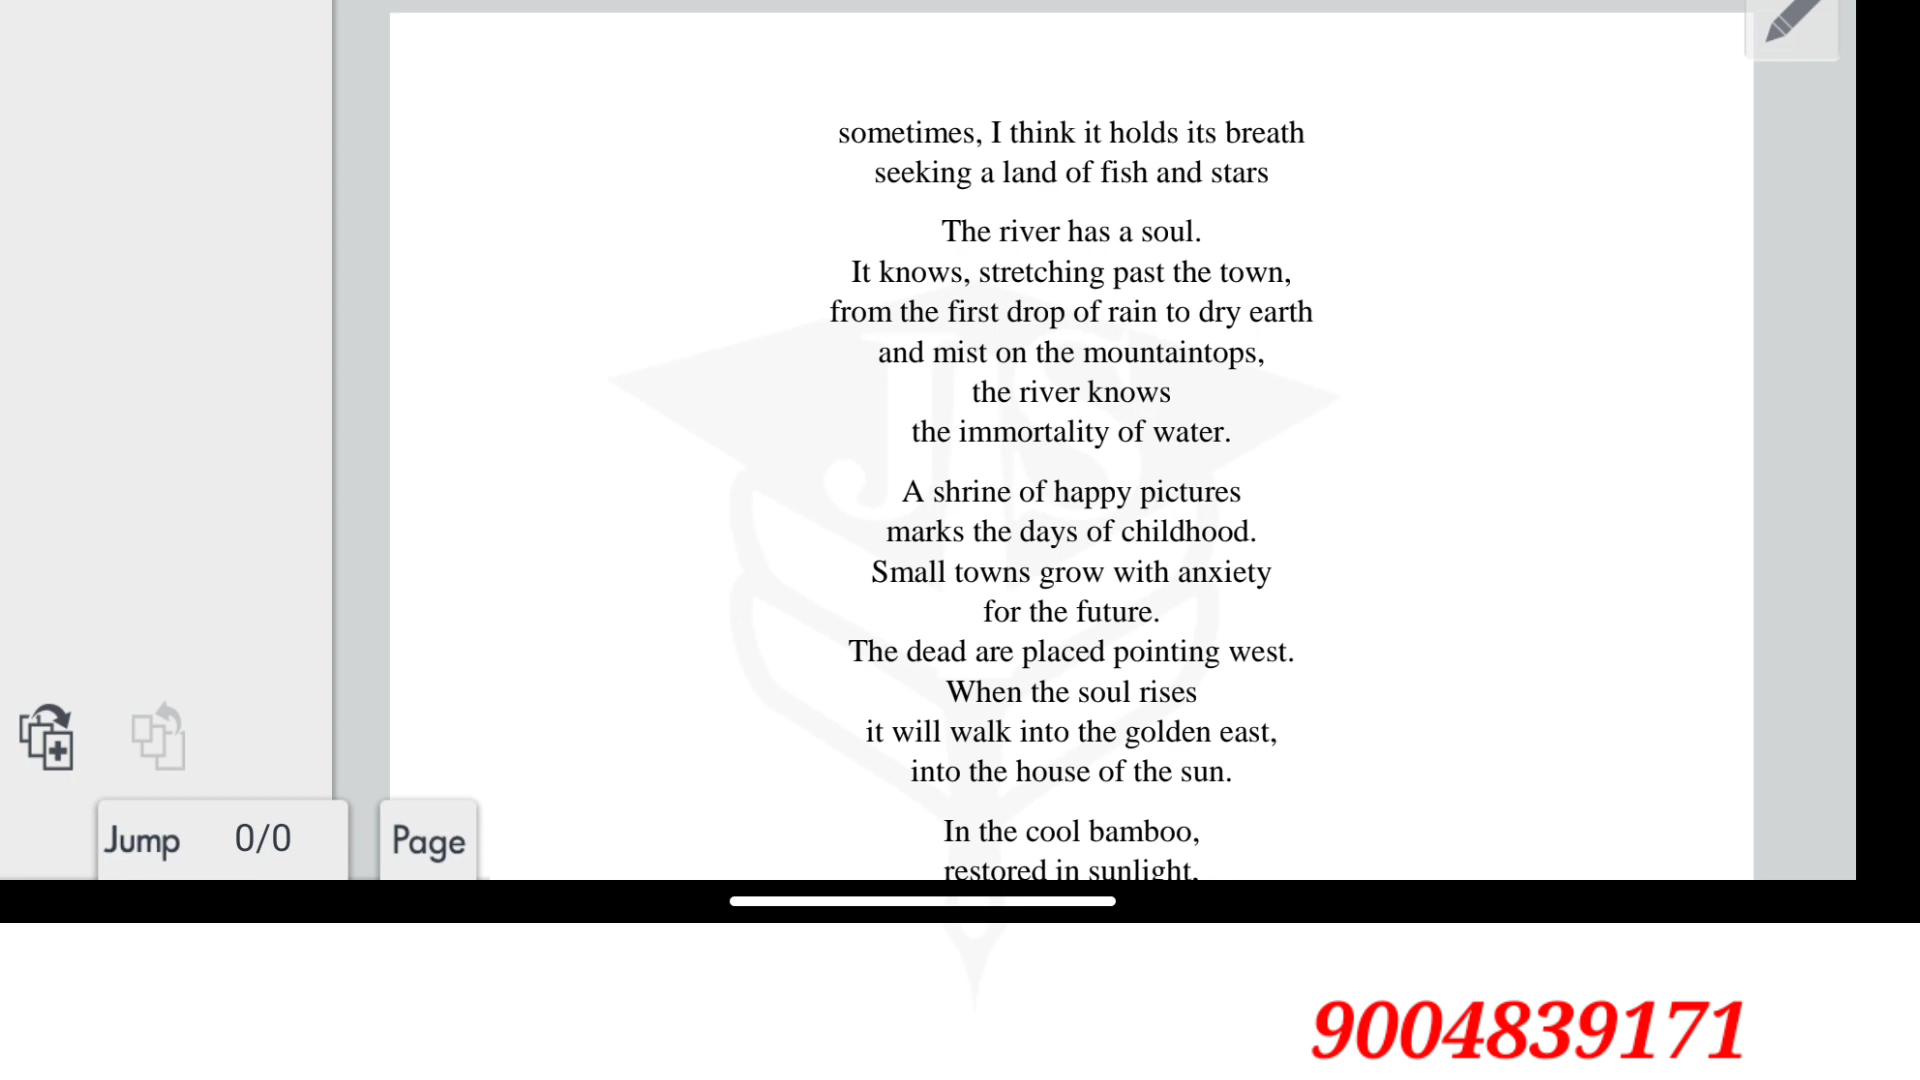 sometimes, I think it holds its breath
seeking a land of fish and stars
The river has a soul.
It knows, stretching past the town,
from the first drop of rain to dry earth
and mist on the mountaintops,
the river knows
the immortality of water.
A shrine of happy pictures
marks the days of childhood.
Small towns grow with anxiety
for the future.
The dead are placed pointing west.
When the soul rises
it will walk into the golden east,
into the house of the sun.
In the cool bamboo,
restored in sunlight,
JS
Jump 0/0 Page
9004839171